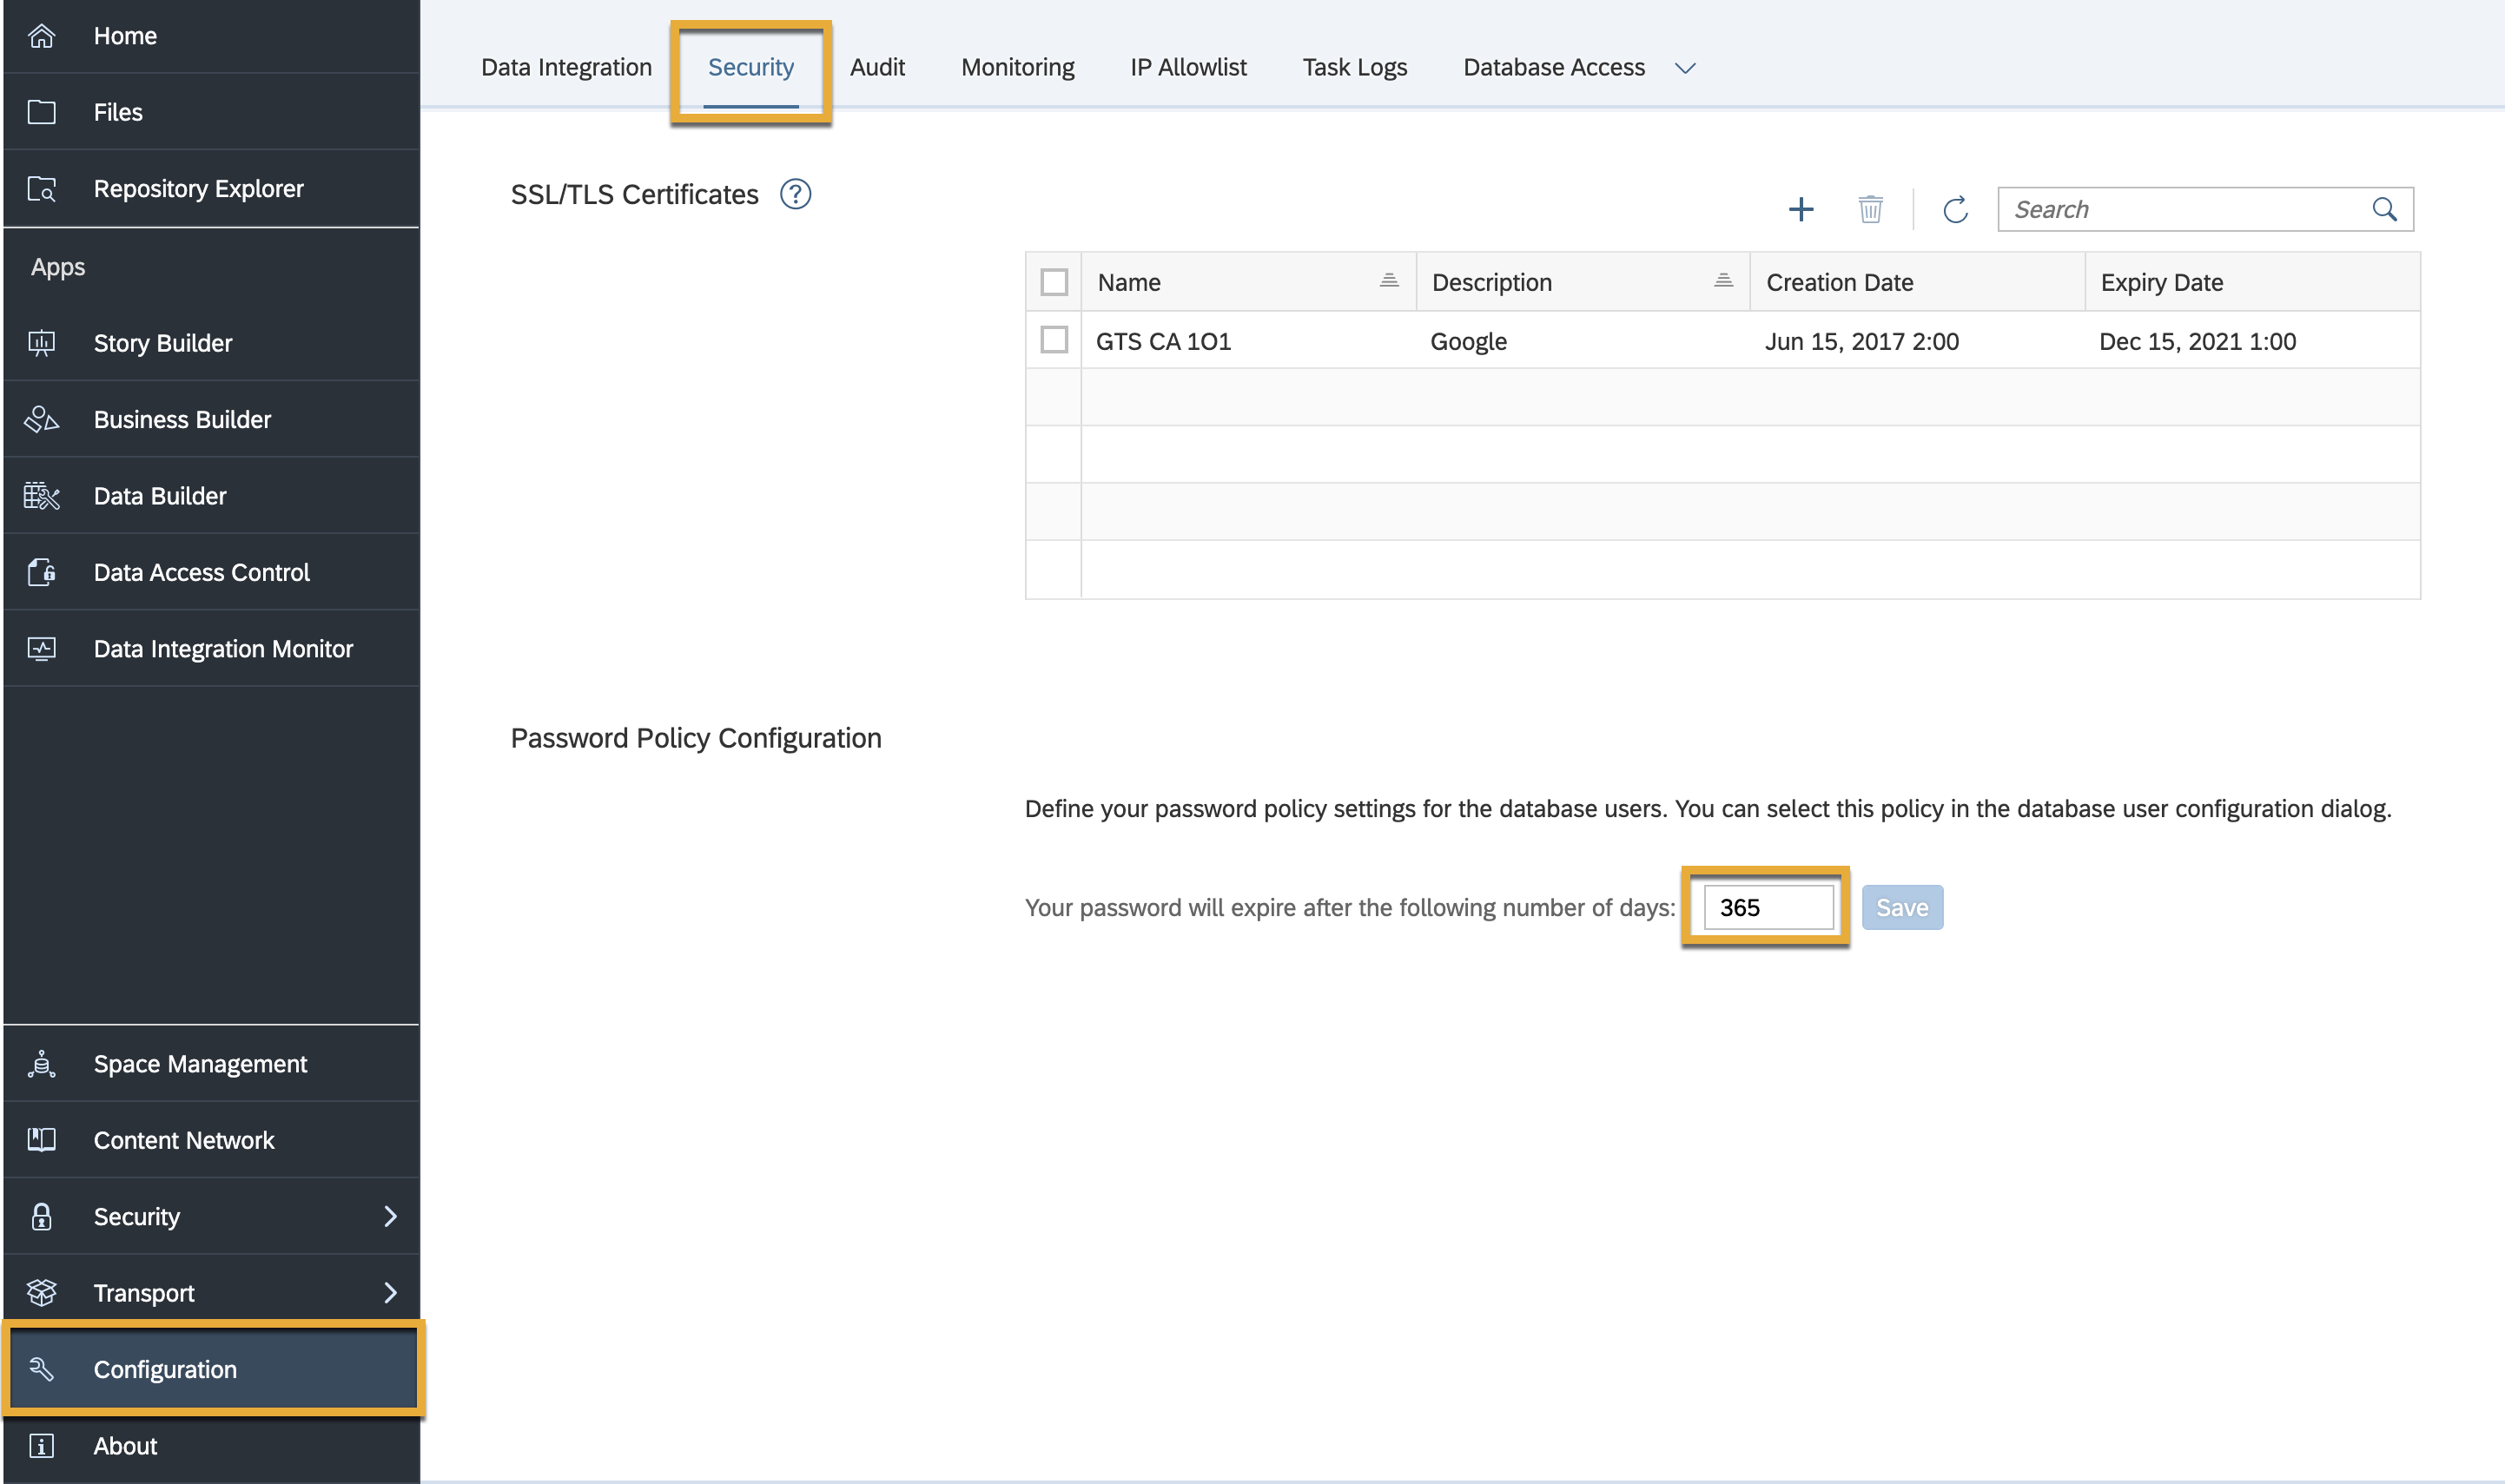 Home
Files
Repository Explorer
Apps
Story Builder
Business Builder
Data Builder
Data Access Control
Data Integration Monitor
Space Management
Content Network
Security
Transport
Configuration
About
Data Integration Security Audit Monitoring IP Allowlist Task Logs Database Access
SSL/TLS Certificates ?
Search
Name Description Creation Date Expiry Date
GTS CA 1O1 Google Jun 15, 2017 2:00 Dec 15, 2021 1:00
Password Policy Configuration
Define your password policy settings for the database users. You can select this policy in the database user configuration dialog.
Your password will expire after the following number of days: 365 Save